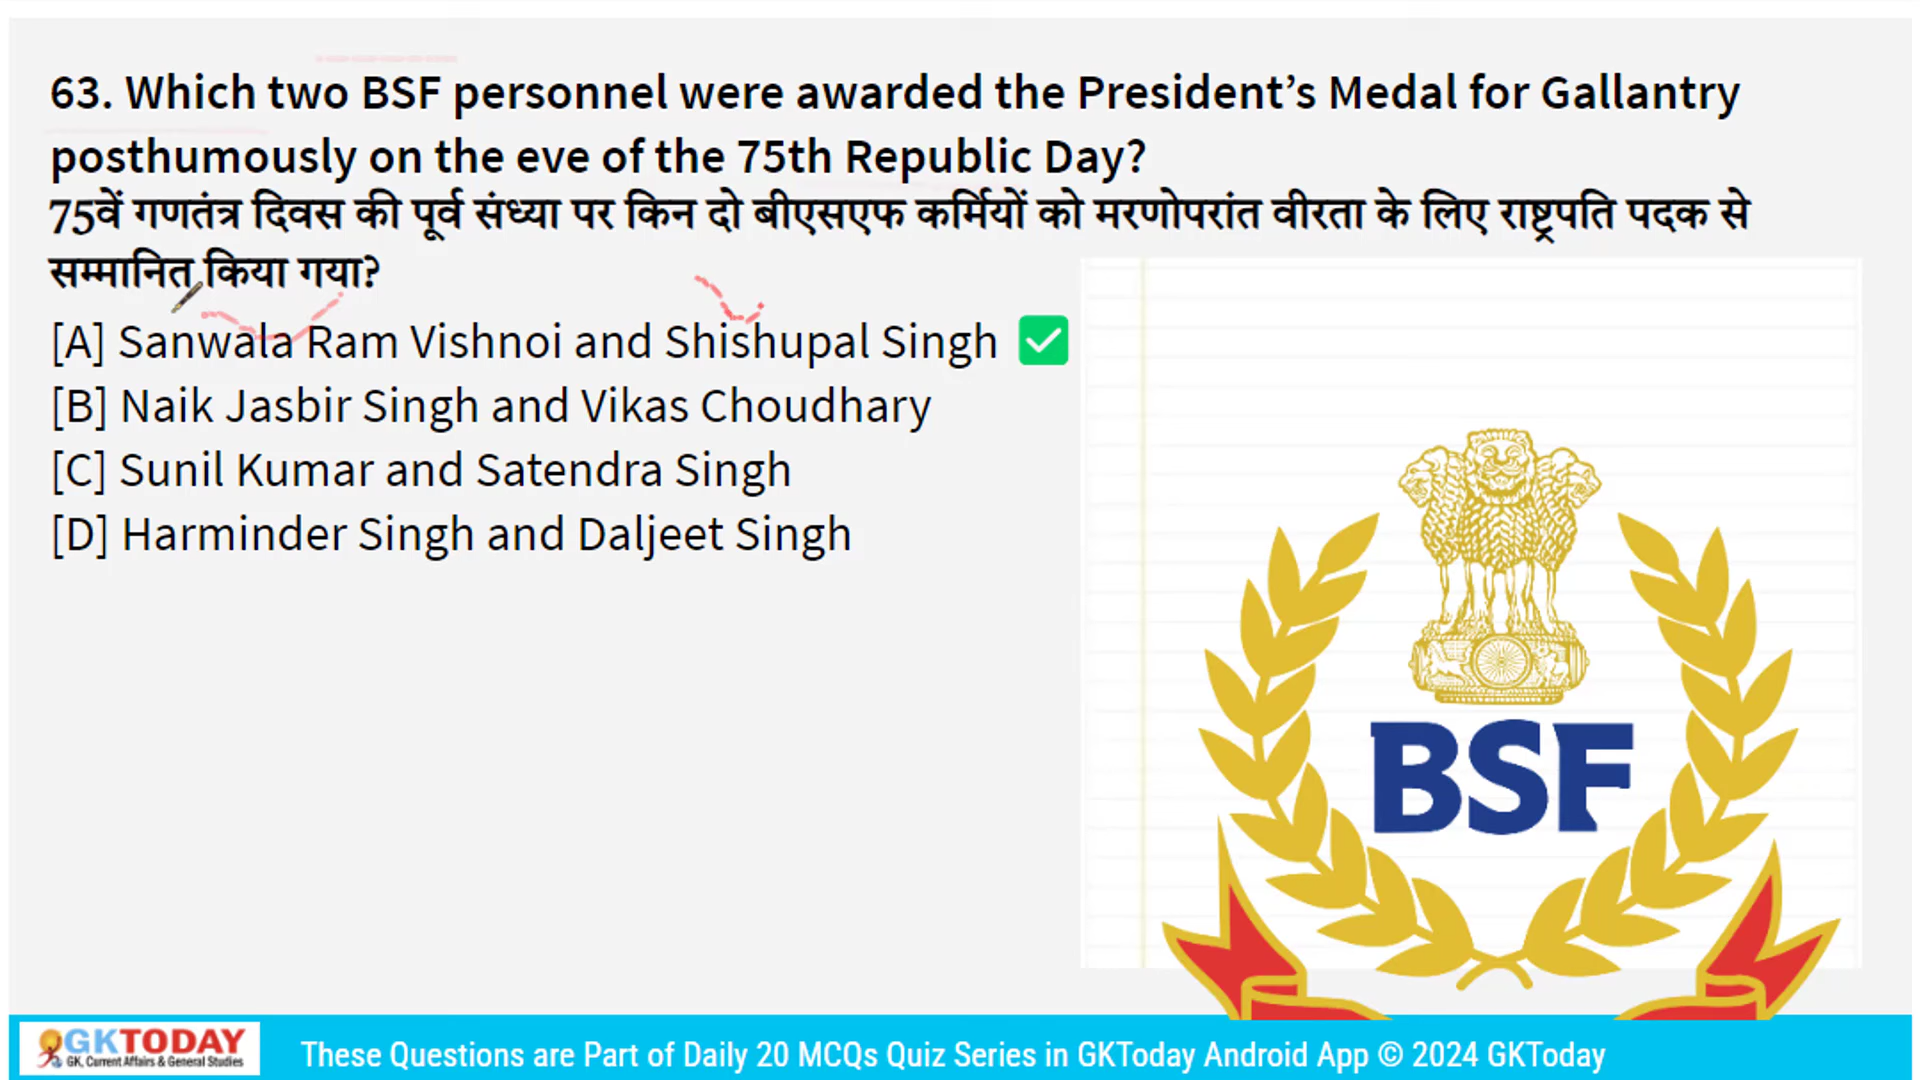 63. Which two BSF personnel were awarded the President’s Medal for Gallantry
posthumously on the eve of the 75th Republic Day?
75वें गणतंत्र दिवस की पूर्व संध्या पर किन दो बीएसएफ कर्मियों को मरणोपरांत वीरता के लिए राष्ट्रपति पदक से
सम्मानित किया गया?
[A] Sanwala Ram Vishnoi and Shishupal Singh
[B] Naik Jasbir Singh and Vikas Choudhary
[C] Sunil Kumar and Satendra Singh
[D] Harminder Singh and Daljeet Singh
BSF
GKTODAY
GK, Current Affairs & General Studies
These Questions are Part of Daily 20 MCQs Quiz Series in GKToday Android App © 2024 GKToday